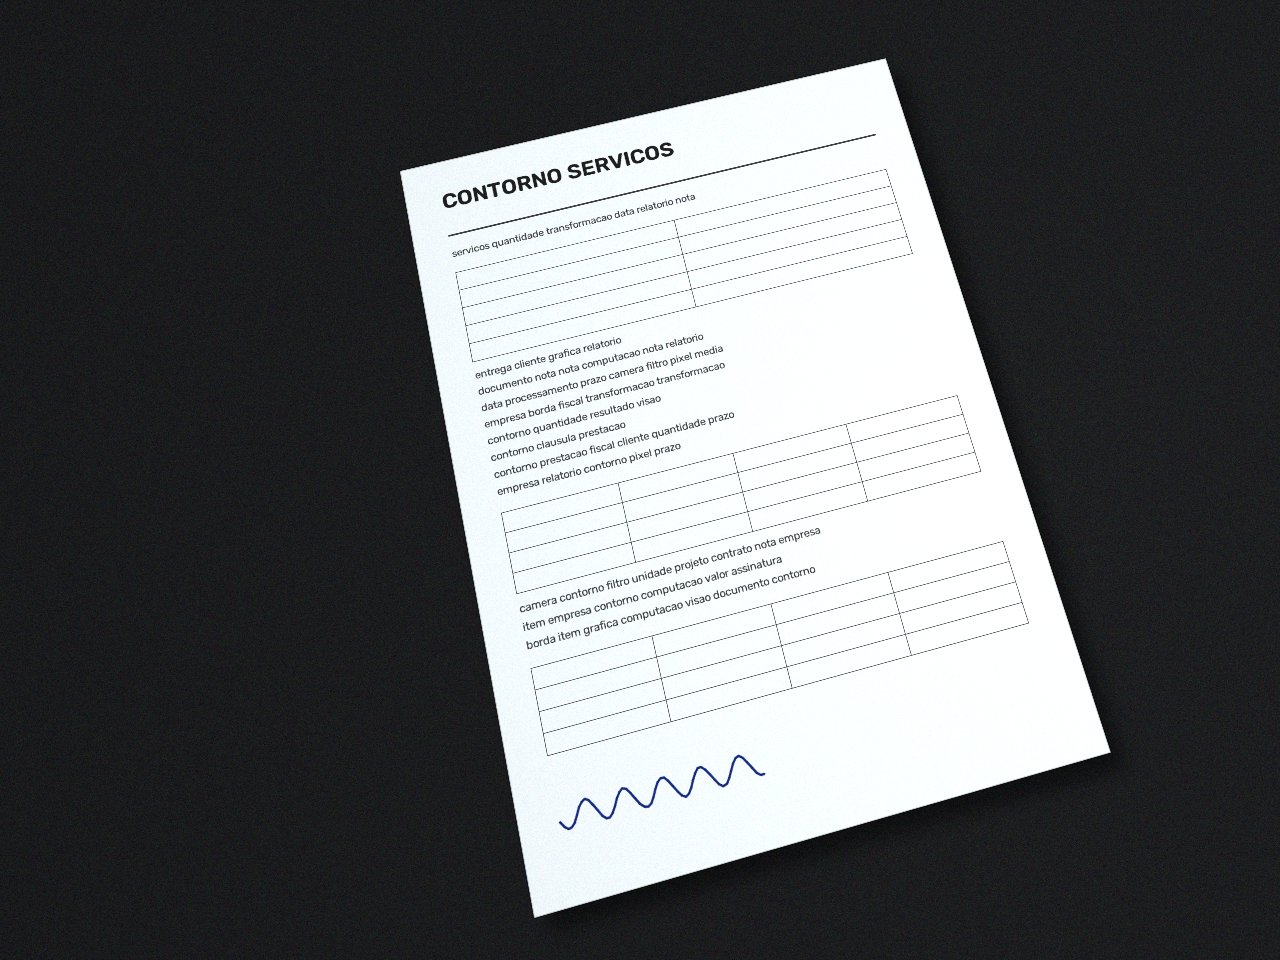 CONTORNO SERVICOS
servicos quantidade transformacao data relatorio nota
entrega cliente grafica relatorio
documento nota nota computacao nota relatorio
data processamento prazo camera filtro pixel media
empresa borda fiscal transformacao transformacao
contorno quantidade resultado visao
contorno clausula prestacao
contorno prestacao fiscal cliente quantidade prazo
empresa relatorio contorno pixel prazo
camera contorno filtro unidade projeto contrato nota empresa
item empresa contorno computacao valor assinatura
borda item grafica computacao visao documento contorno